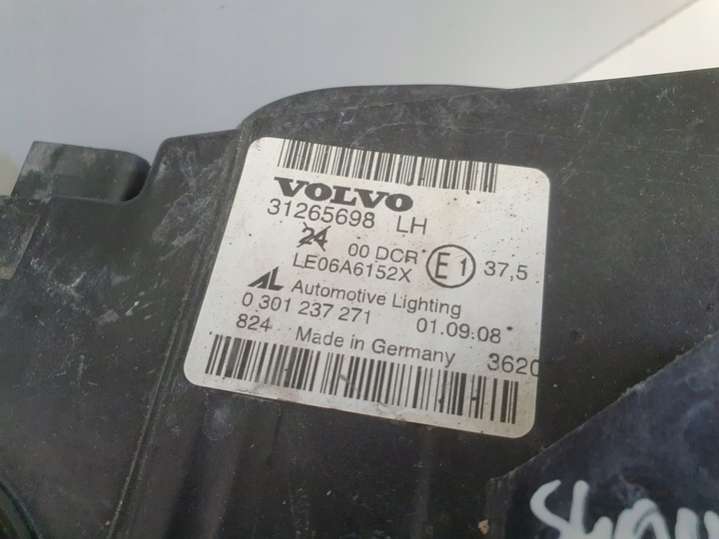 VOLVO
31265698 LH
24 00 DCR E1 37,5
LE06A6152X
AL Automotive Lighting
0 301 237 271 01.09.08*
824 Made in Germany 3620